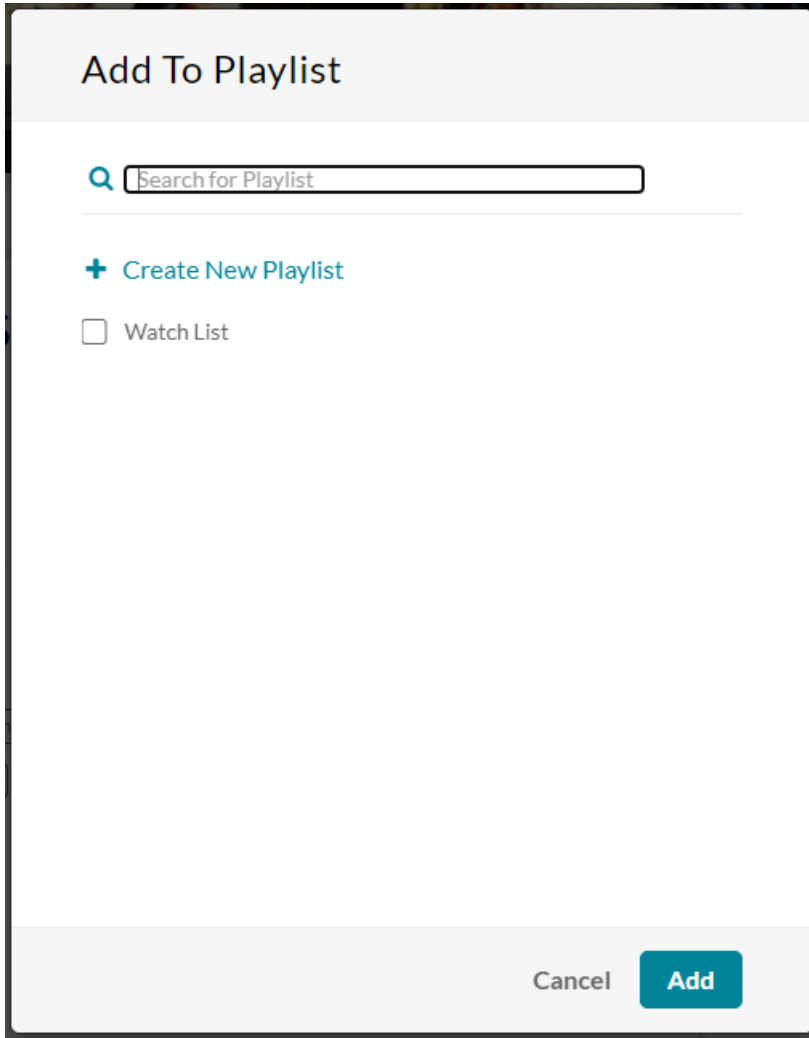 Add To Playlist
Search for Playlist
Create New Playlist
Watch List
Cancel Add